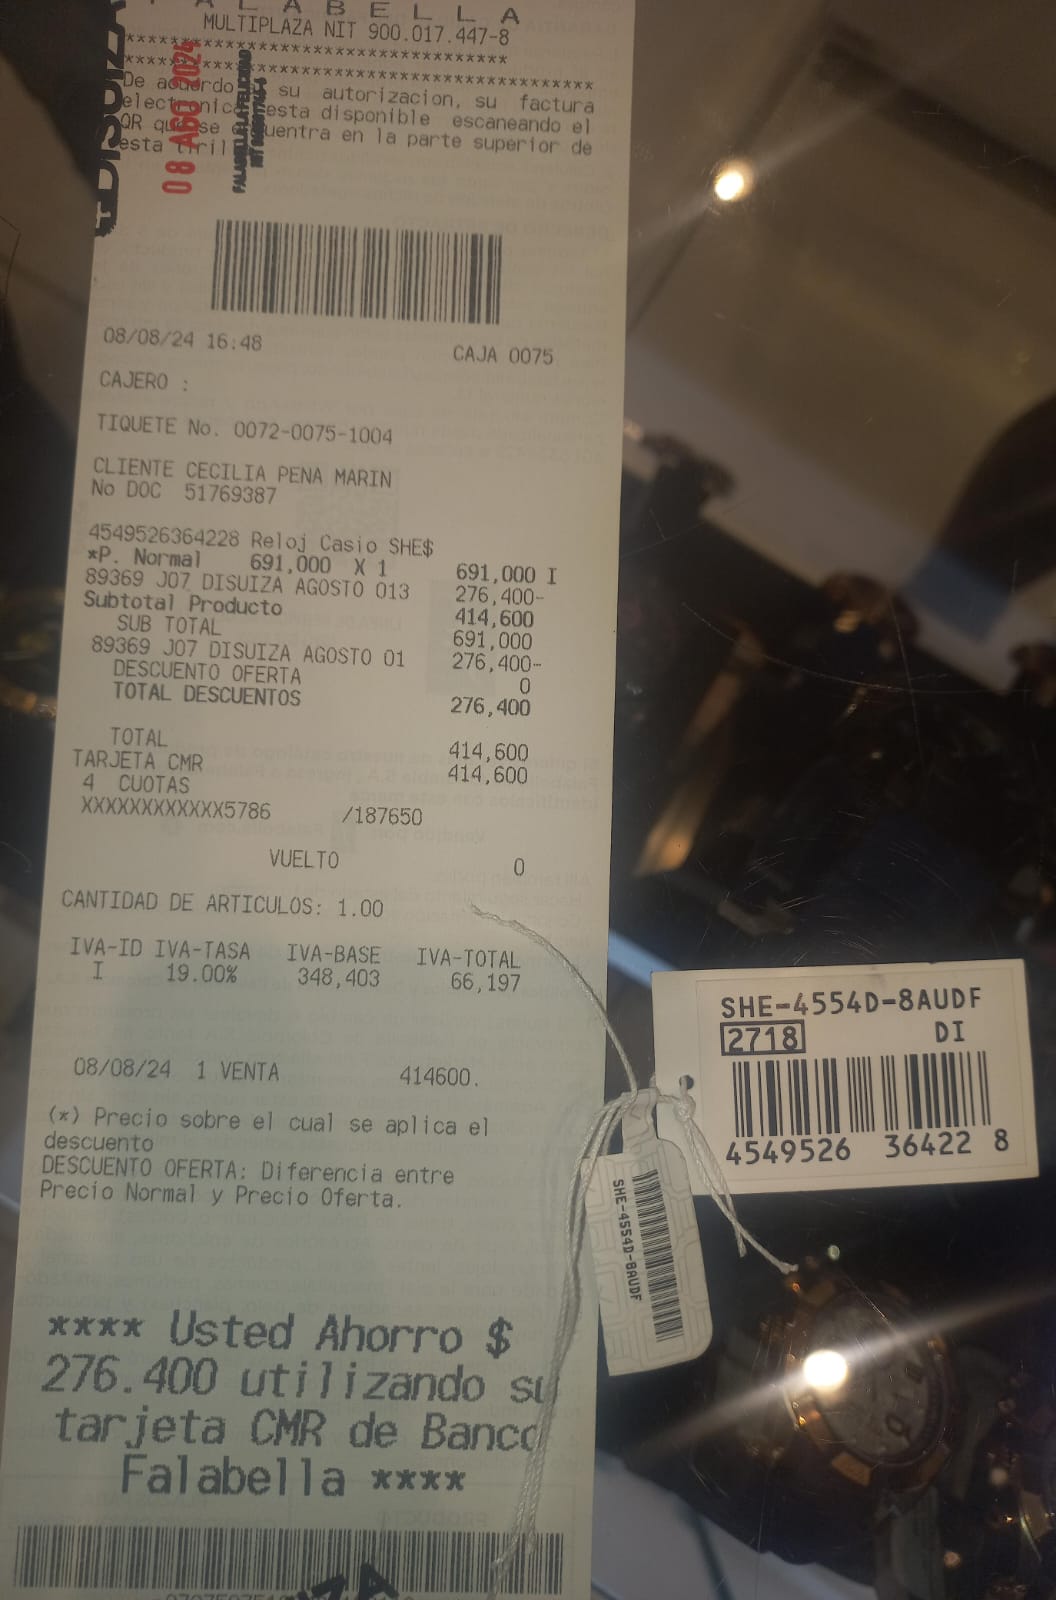 FALABELLA
MULTIPLAZA NIT 900.017.447-8
***********************************
****************************************
De acuerdo su autorizacion, su factura
electronica esta disponible escaneando el
QR que se encuentra en la parte superior de
esta tiril
DISUIZA
08 AGO 2024
08/08/24 16:48
CAJA 0075
CAJERO :
TIQUETE No. 0072-0075-1004
CLIENTE CECILIA PENA MARIN
No DOC 51769387
4549526364228 Reloj Casio SHE$
*P. Normal 691,000 X 1 691,000 I
89369 J07 DISUIZA AGOSTO 013 276,400-
Subtotal Producto 414,600
SUB TOTAL 691,000
89369 J07 DISUIZA AGOSTO 01 276,400-
DESCUENTO OFERTA 0
TOTAL DESCUENTOS 276,400
TOTAL 414,600
TARJETA CMR 414,600
4 CUOTAS
XXXXXXXXXXXX5786 /187650
VUELTO 0
CANTIDAD DE ARTICULOS: 1.00
IVA-ID IVA-TASA IVA-BASE IVA-TOTAL
I 19.00% 348,403 66,197
08/08/24 1 VENTA 414600.
(*) Precio sobre el cual se aplica el
descuento
DESCUENTO OFERTA: Diferencia entre
Precio Normal y Precio Oferta.
**** Usted Ahorro $
276.400 utilizando su
tarjeta CMR de Banco
Falabella ****
SHE-4554D-8AUDF
2718 DI
4549526 36422 8
SHE-4554D-8AUDF